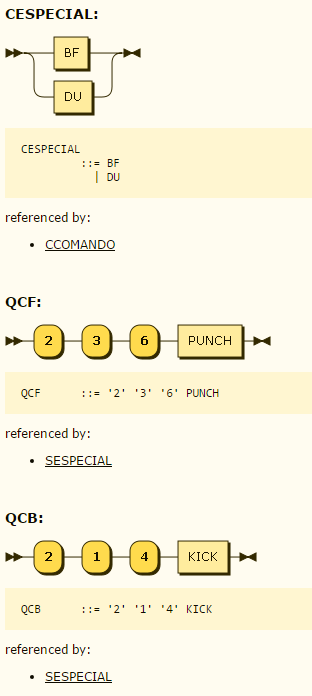 CESPECIAL:
BF
DU
CESPECIAL
::= BF
| DU
referenced by:
• CCOMANDO
QCF:
2 3 6 PUNCH
QCF ::= '2' '3' '6' PUNCH
referenced by:
• SESPECIAL
QCB:
2 1 4 KICK
QCB ::= '2' '1' '4' KICK
referenced by:
• SESPECIAL